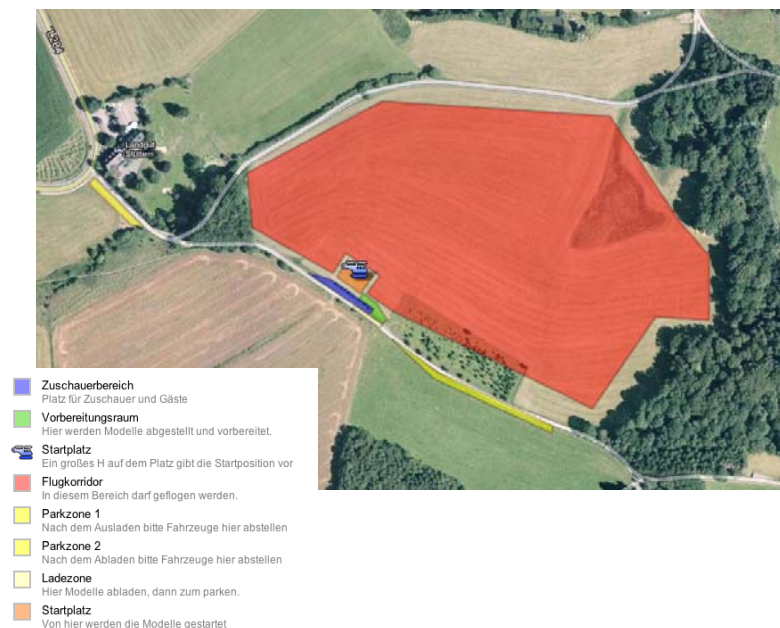 L284
Landgut
Stüttem
Zuschauerbereich
Platz für Zuschauer und Gäste
Vorbereitungsraum
Hier werden Modelle abgestellt und vorbereitet.
Startplatz
Ein großes H auf dem Platz gibt die Startposition vor
Flugkorridor
In diesem Bereich darf geflogen werden.
Parkzone 1
Nach dem Ausladen bitte Fahrzeuge hier abstellen
Parkzone 2
Nach dem Abladen bitte Fahrzeuge hier abstellen
Ladezone
Hier Modelle abladen, dann zum parken.
Startplatz
Von hier werden die Modelle gestartet